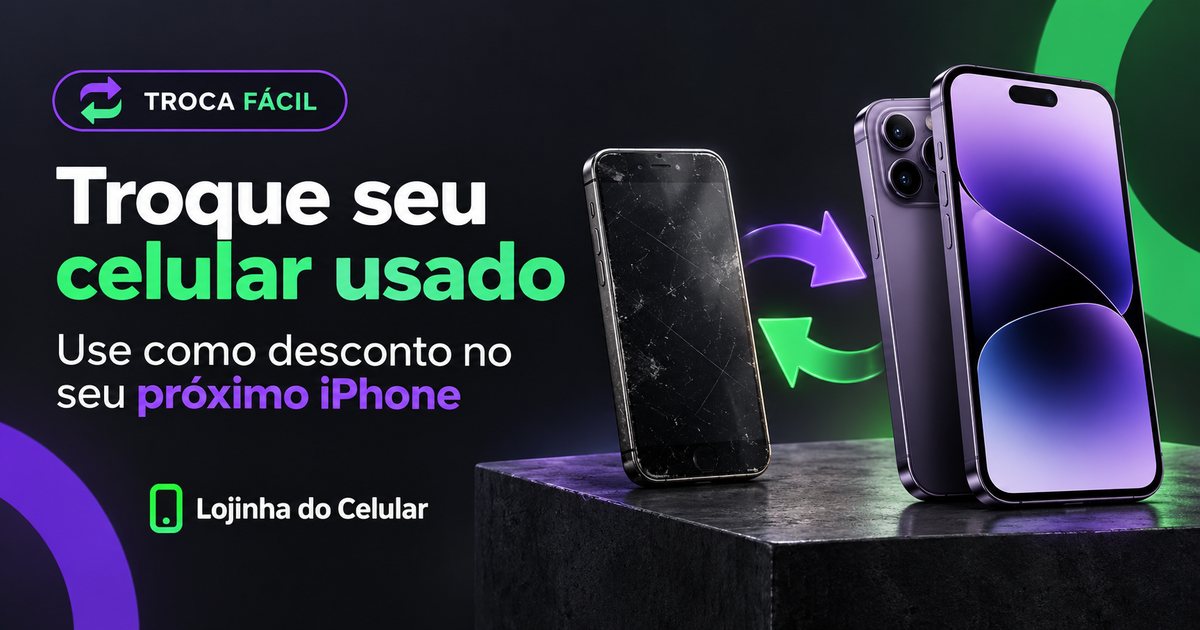 TROCA FÁCIL
Troque seu
celular usado
Use como desconto no
seu próximo iPhone
Lojinha do Celular